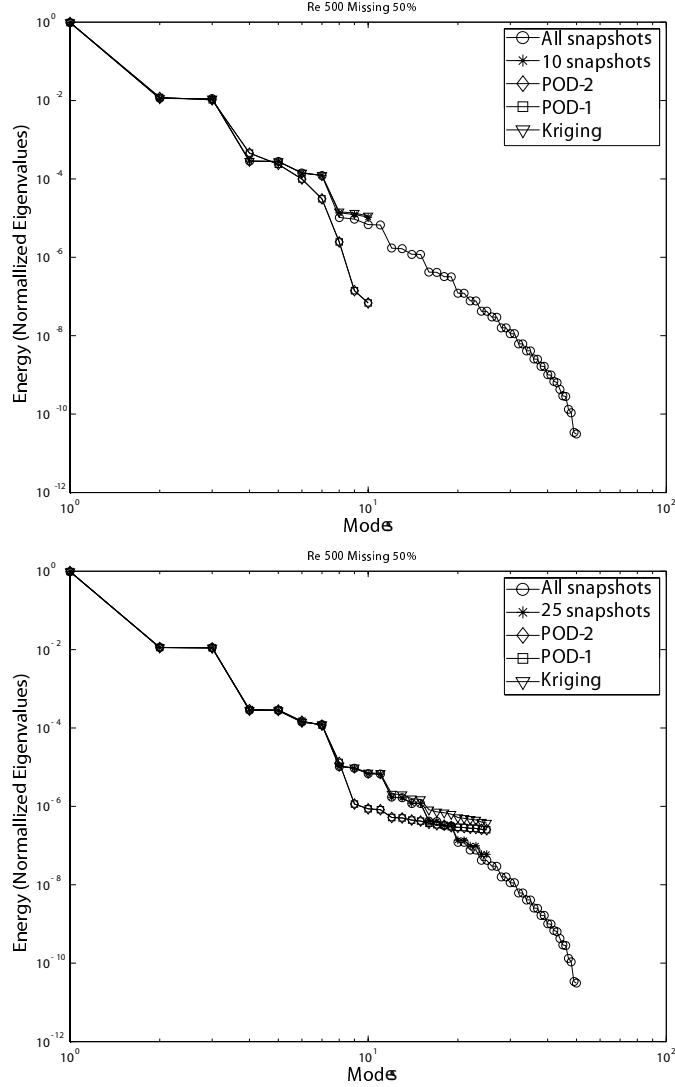 Re 500 Missing 50%
10^0
10^-2
10^-4
10^-6
10^-8
10^-10
10^-12
Energy (Normallized Eigenvalues)
All snapshots
10 snapshots
POD-2
POD-1
Kriging
10^0
10^1
10^2
Modes
Re 500 Missing 50%
10^0
10^-2
10^-4
10^-6
10^-8
10^-10
10^-12
Energy (Normallized Eigenvalues)
All snapshots
25 snapshots
POD-2
POD-1
Kriging
10^0
10^1
10^2
Modes